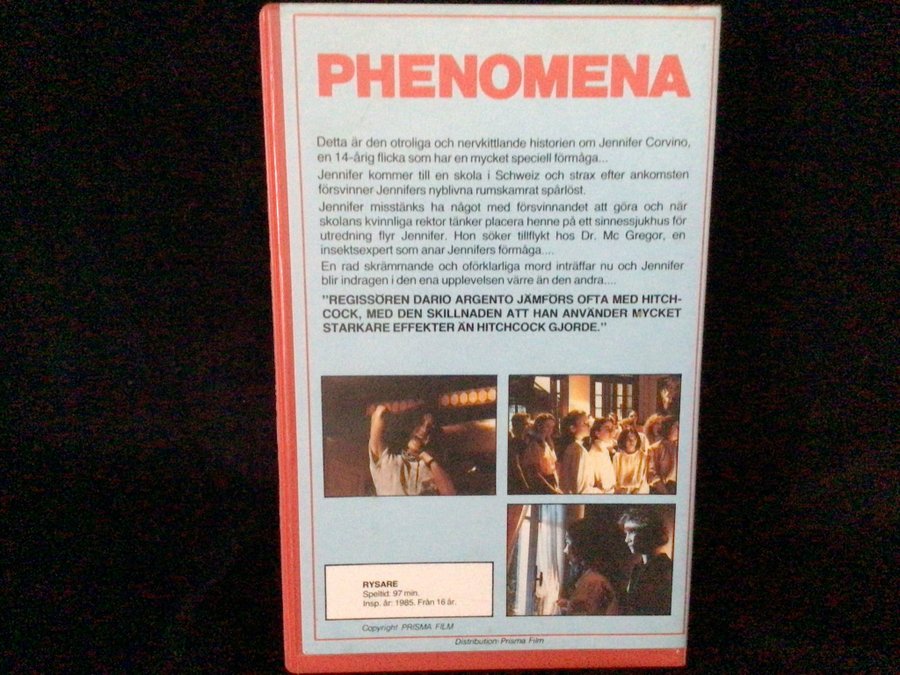 PHENOMENA
Detta är den otroliga och nervkittlande historien om Jennifer Corvino,
en 14-årig flicka som har en mycket speciell förmåga...
Jennifer kommer till en skola i Schweiz och strax efter ankomsten
försvinner Jennifers nyblivna rumskamrat spårlöst.
Jennifer misstänks ha något med försvinnandet att göra och när
skolans kvinnliga rektor tänker placera henne på ett sinnessjukhus för
utredning flyr Jennifer. Hon söker tillflykt hos Dr. Mc Gregor, en
insektsexpert som anar Jennifers förmåga....
En rad skrämmande och oförklarliga mord inträffar nu och Jennifer
blir indragen i den ena upplevelsen värre än den andra....
"REGISSÖREN DARIO ARGENTO JÄMFÖRS OFTA MED HITCH-
COCK, MED DEN SKILLNADEN ATT HAN ANVÄNDER MYCKET
STARKARE EFFEKTER ÄN HITCHCOCK GJORDE."
RYSARE
Speltid: 97 min.
Insp. år: 1985. Från 16 år.
Copyright PRISMA FILM
Distribution: Prisma Film